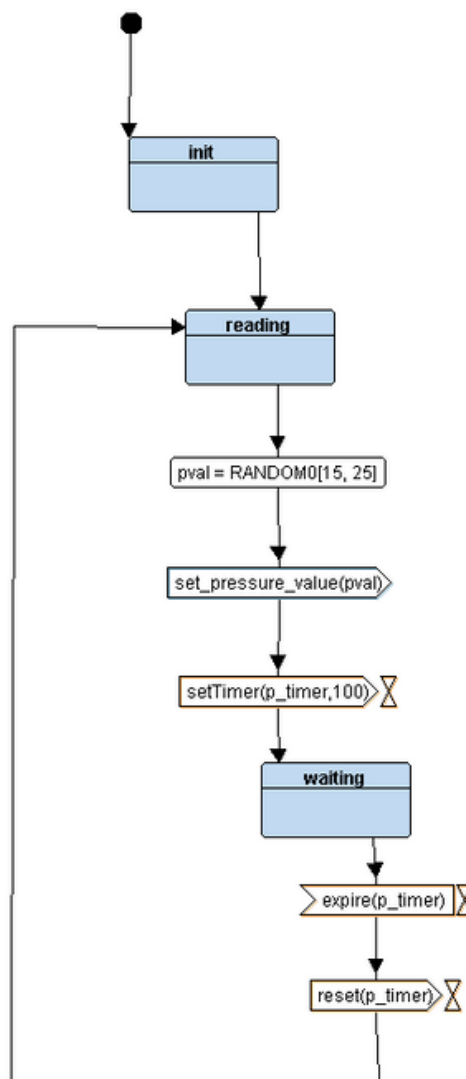 init
reading
pval = RANDOM0[15, 25]
set_pressure_value(pval)
setTimer(p_timer,100)
waiting
expire(p_timer)
reset(p_timer)